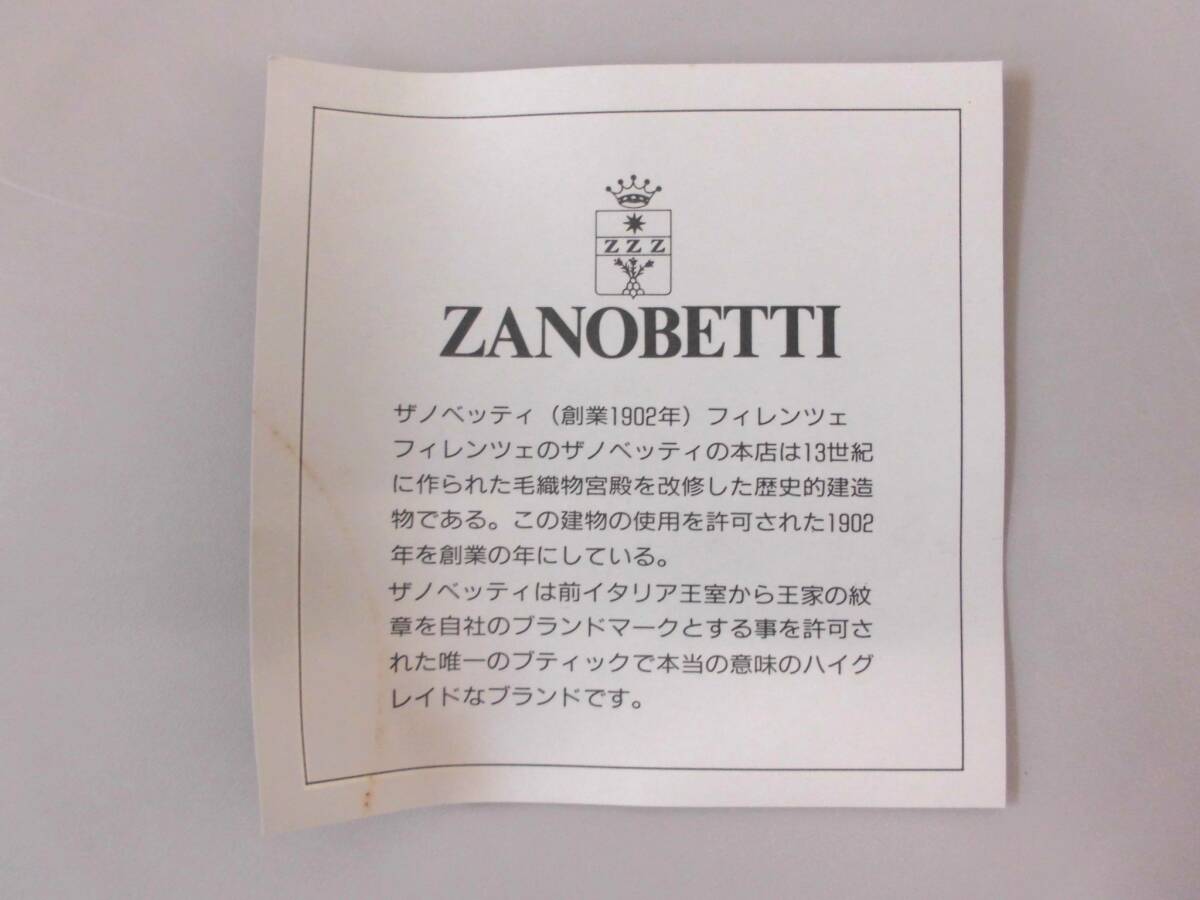 Z Z Z
ZANOBETTI
ザノベッティ（創業1902年）フィレンツェ
フィレンツェのザノベッティの本店は13世紀
に作られた毛織物宮殿を改修した歴史的建造
物である。この建物の使用を許可された1902
年を創業の年にしている。
ザノベッティは前イタリア王室から王家の紋
章を自社のブランドマークとする事を許可さ
れた唯一のブティックで本当の意味のハイグ
レイドなブランドです。